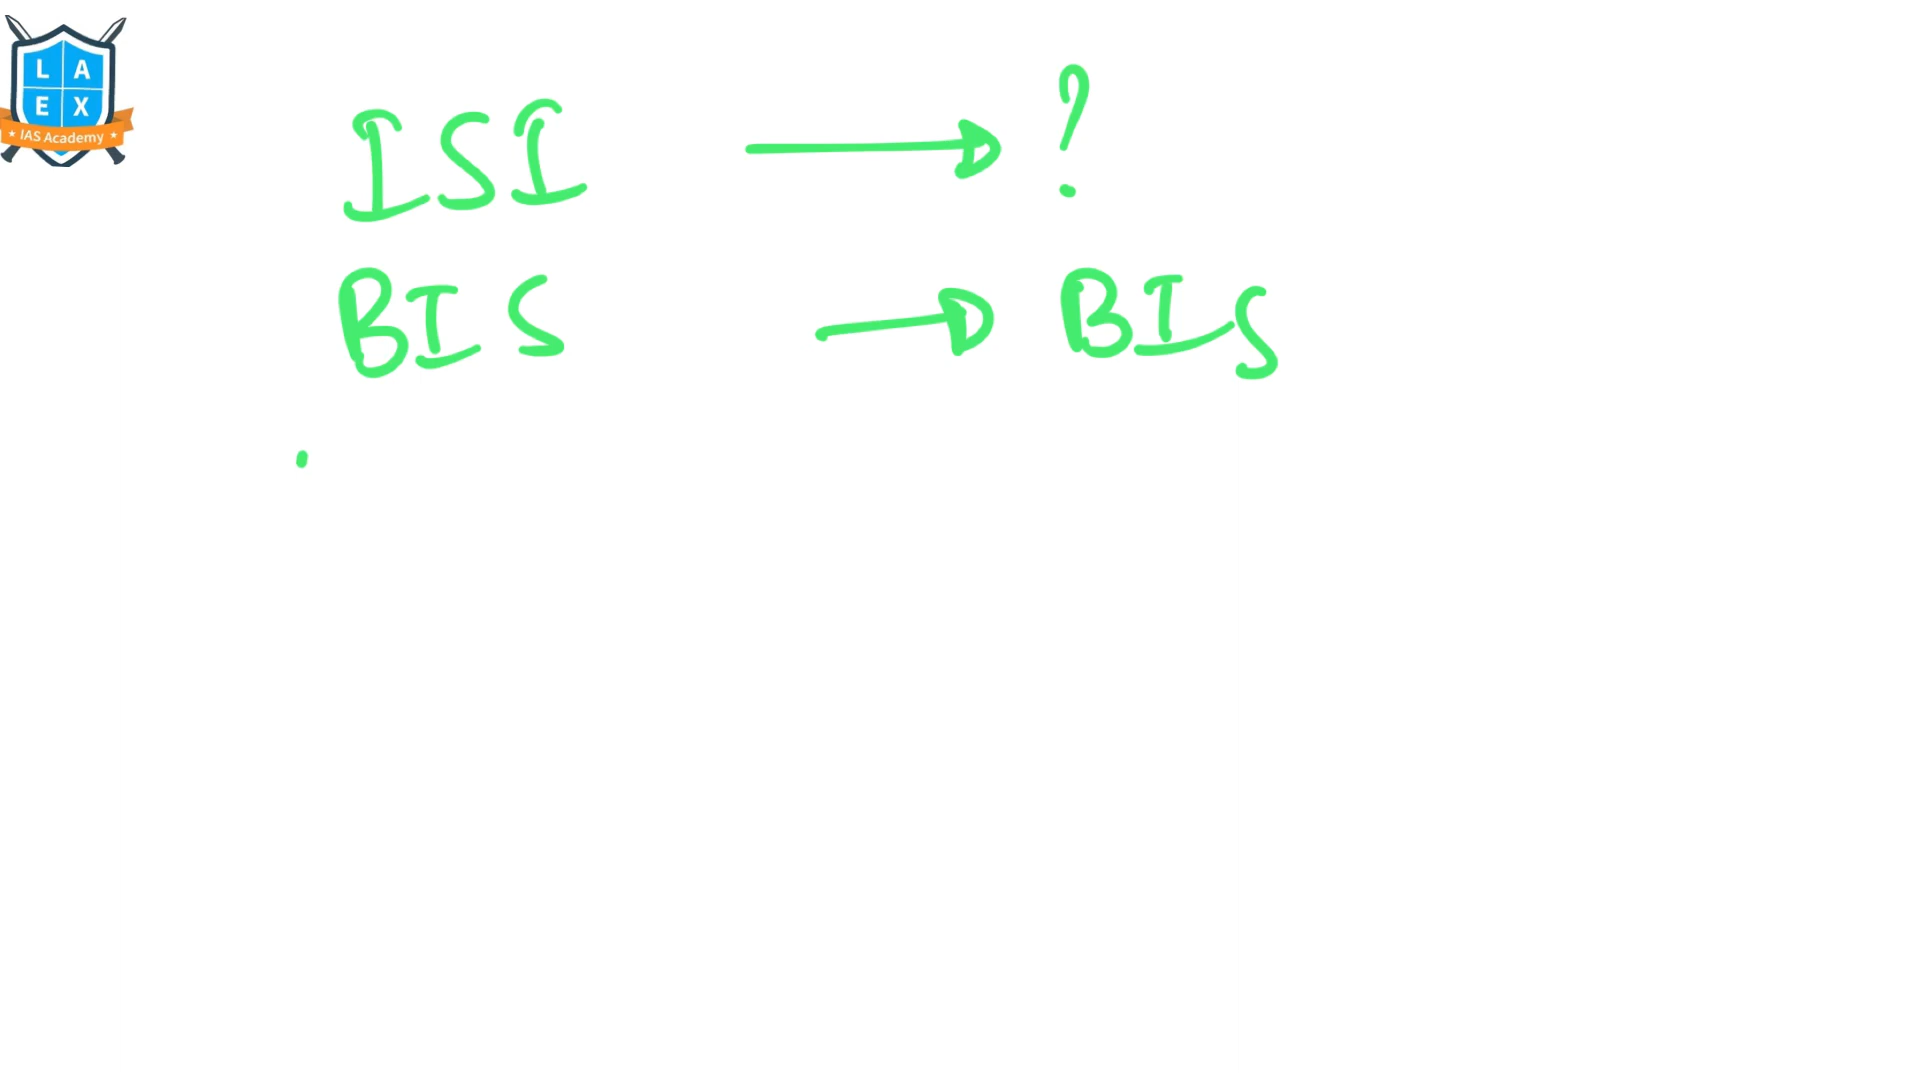 L A
E X
IAS Academy
ISI → ?
BIS → BIS